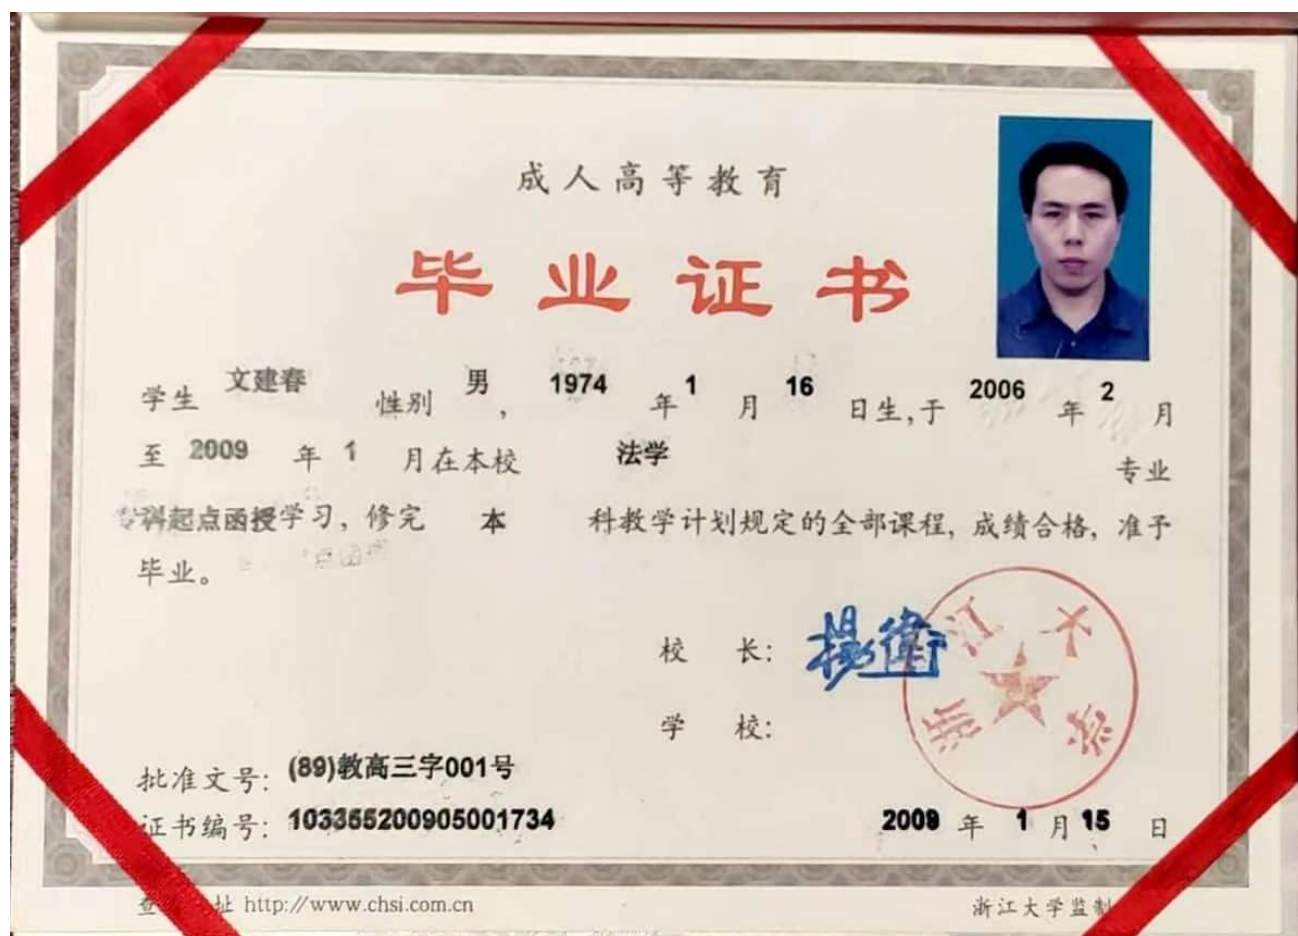 成人高等教育
毕业证书
学生 文建春 性别 男 , 1974 年 1 月 16 日生,于 2006 年 2 月
至 2009 年 1 月在本校 法学 专业
专科起点函授学习, 修完 本 科教学计划规定的全部课程, 成绩合格, 准予
毕业。
校 长:
浙江大学
学 校:
批准文号: (89)教高三字001号
证书编号: 103355200905001734
2009 年 1 月 15 日
查 址 http://www.chsi.com.cn
浙江大学监制